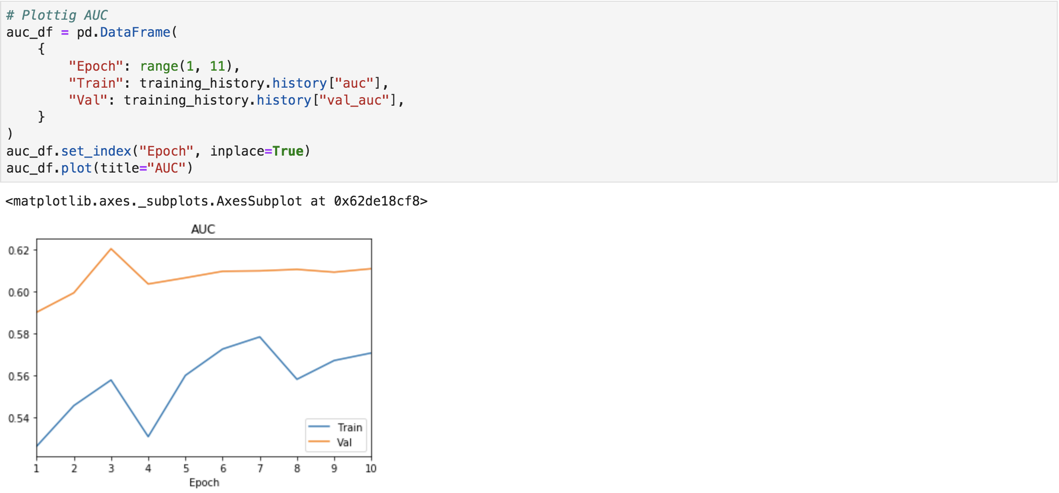 # Plottig AUC
auc_df = pd.DataFrame(
    {
        "Epoch": range(1, 11),
        "Train": training_history.history["auc"],
        "Val": training_history.history["val_auc"],
    }
)
auc_df.set_index("Epoch", inplace=True)
auc_df.plot(title="AUC")
<matplotlib.axes._subplots.AxesSubplot at 0x62de18cf8>
AUC
0.62
0.60
0.58
0.56
0.54
Train
Val
1 2 3 4 5 6 7 8 9 10
Epoch